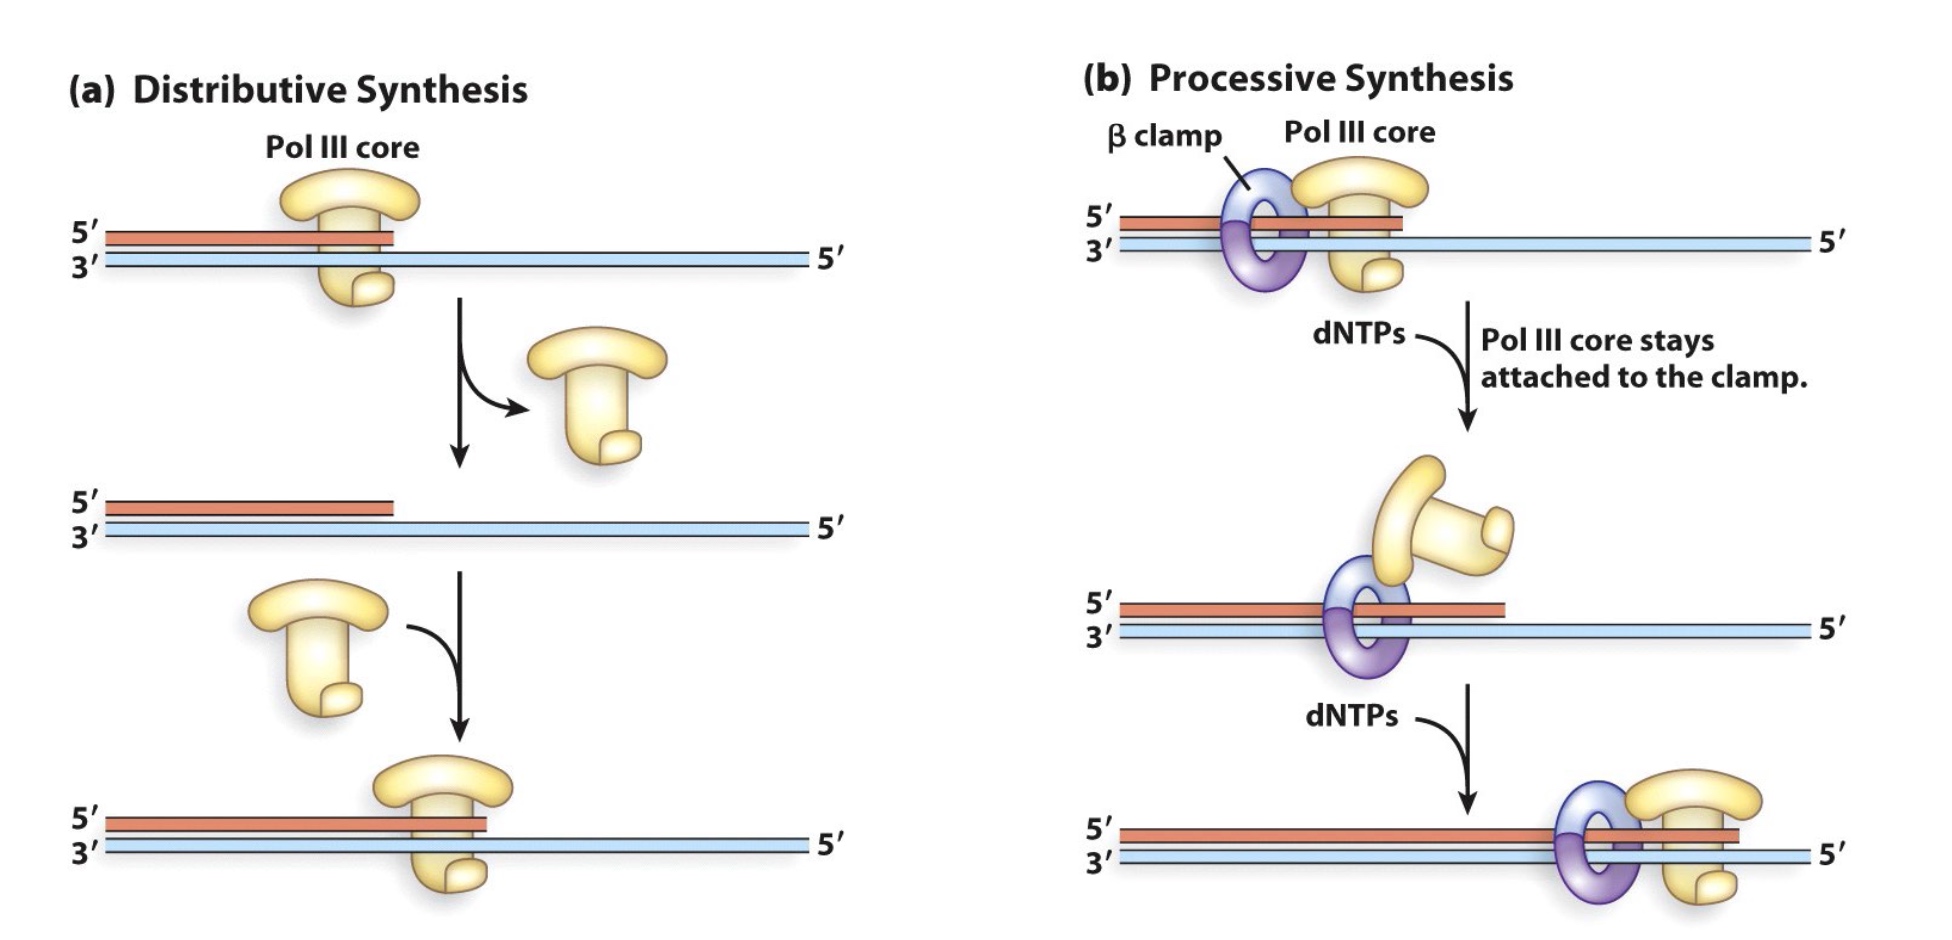 (a) Distributive Synthesis
Pol III core
5′
3′
5′
5′
3′
5′
5′
3′
5′
(b) Processive Synthesis
β clamp
Pol III core
5′
3′
5′
dNTPs
Pol III core stays
attached to the clamp.
5′
3′
5′
dNTPs
5′
3′
5′